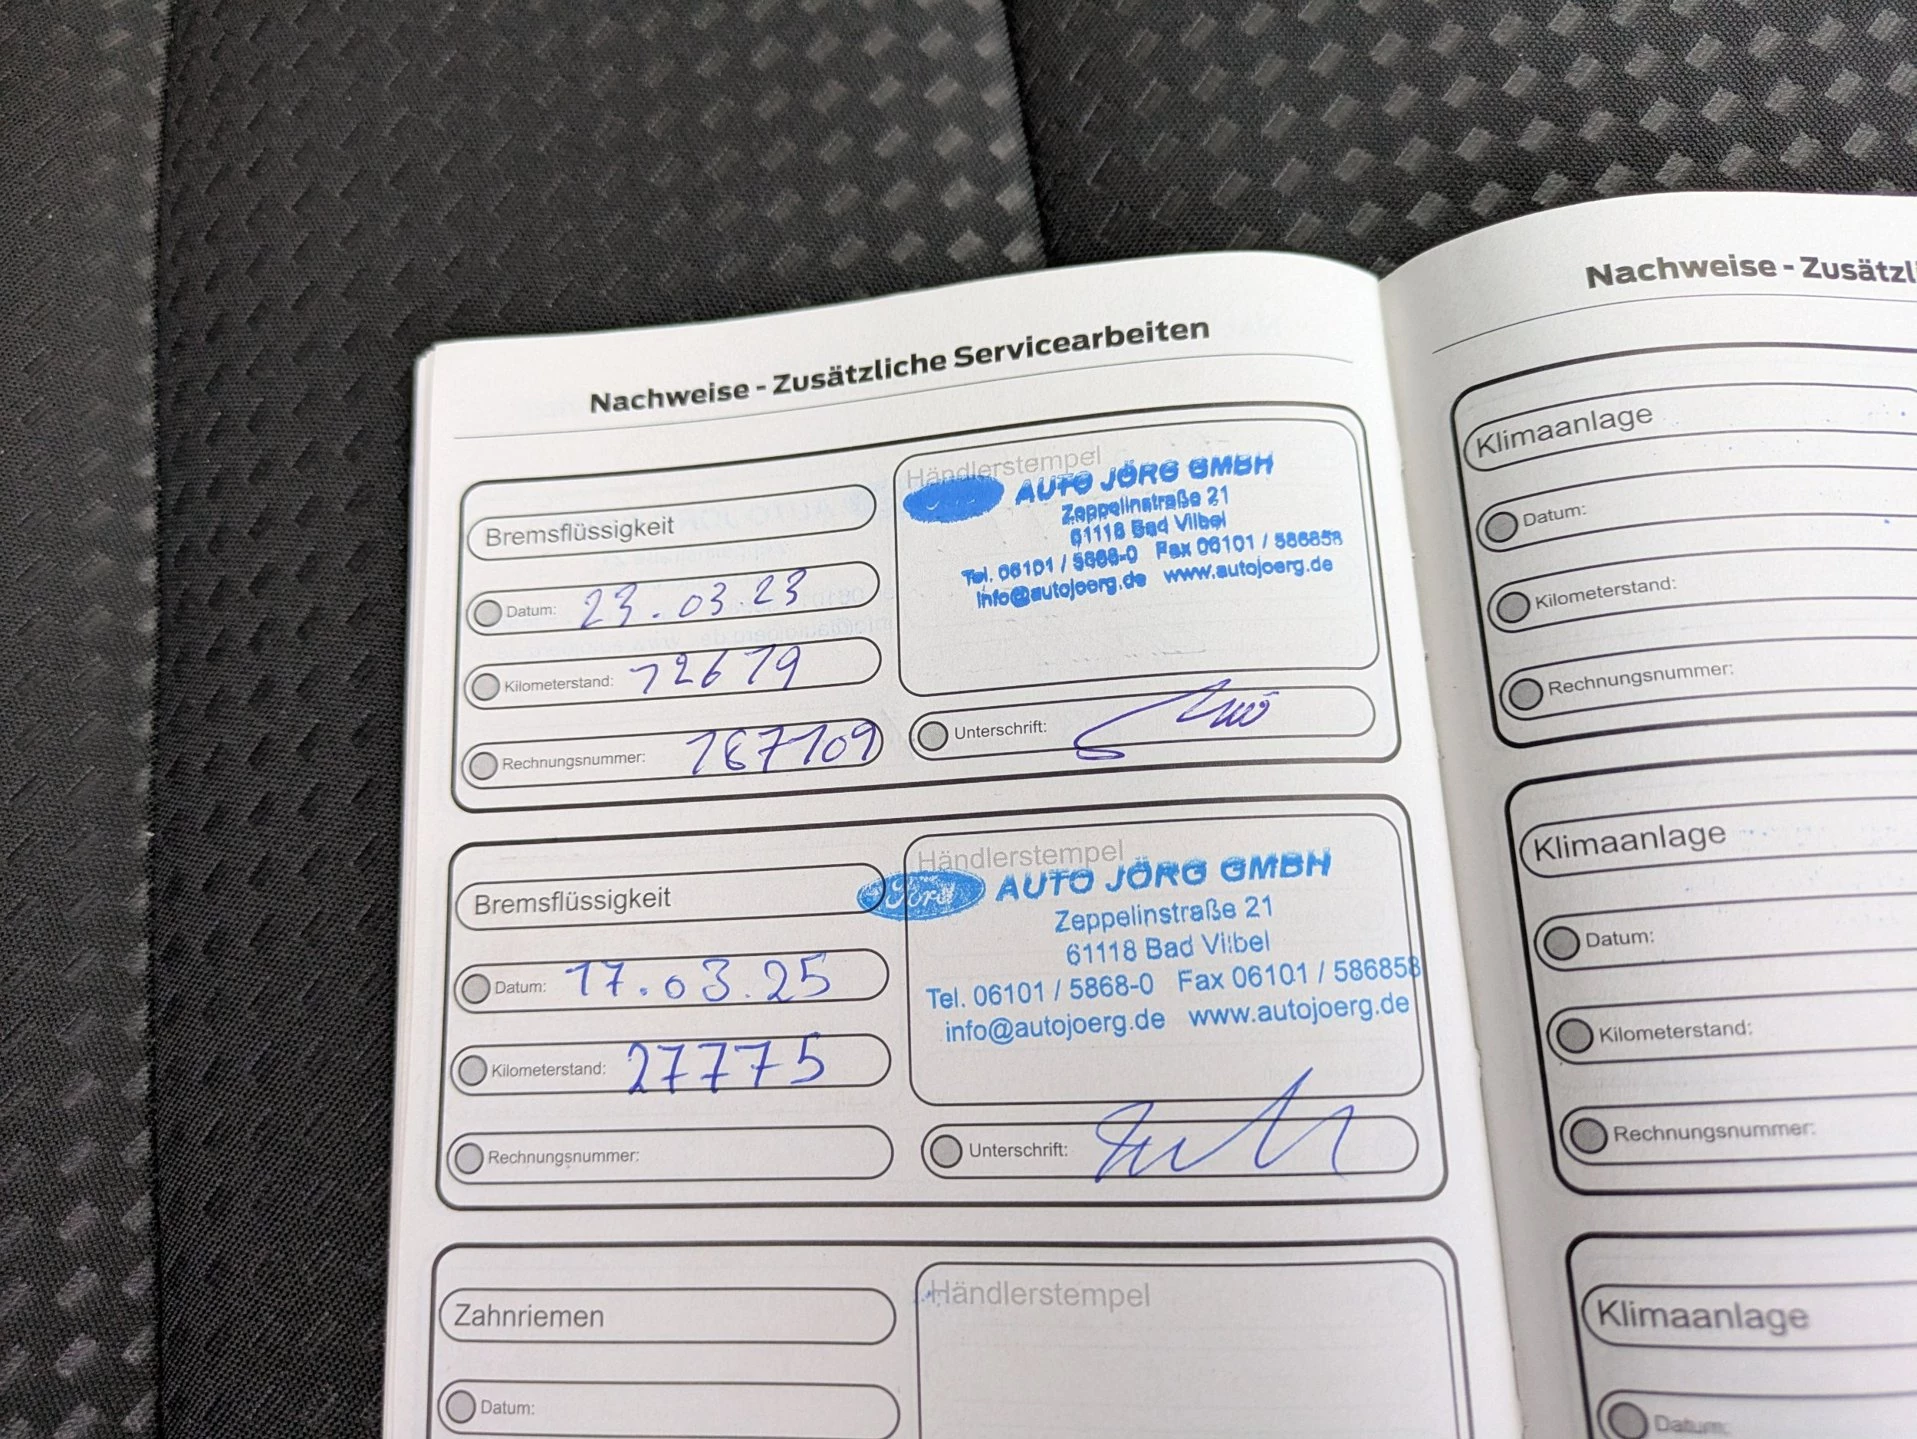 Nachweise - Zusätzliche Servicearbeiten
Bremsflüssigkeit
Datum: 23.03.23
Kilometerstand: 12619
Rechnungsnummer: 167109
Händlerstempel
AUTO JÖRG GMBH
Zeppelinstraße 21
61118 Bad Vilbel
Tel. 06101 / 5868-0 Fax 06101 / 586858
info@autojoerg.de www.autojoerg.de
Unterschrift:
Bremsflüssigkeit
Datum: 17.03.25
Kilometerstand: 27775
Rechnungsnummer:
Händlerstempel
Ford AUTO JÖRG GMBH
Zeppelinstraße 21
61118 Bad Vilbel
Tel. 06101 / 5868-0 Fax 06101 / 586858
info@autojoerg.de www.autojoerg.de
Unterschrift:
Zahnriemen
Datum:
Händlerstempel
Nachweise - Zusätzl
Klimaanlage
Datum:
Kilometerstand:
Rechnungsnummer:
Klimaanlage
Datum:
Kilometerstand:
Rechnungsnummer:
Klimaanlage
Datum: